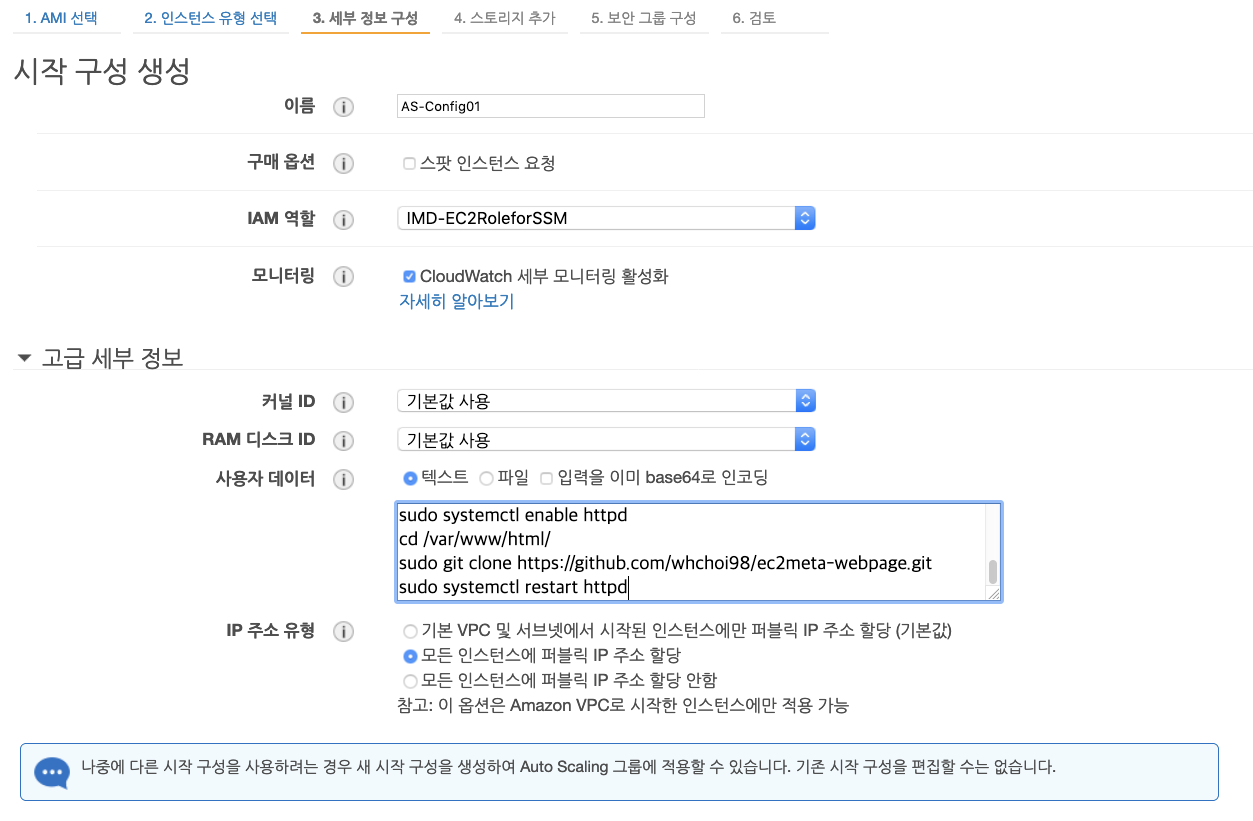 1. AMI 선택 2. 인스턴스 유형 선택 3. 세부 정보 구성 4. 스토리지 추가 5. 보안 그룹 구성 6. 검토
시작 구성 생성
이름 i AS-Config01
구매 옵션 i 스팟 인스턴스 요청
IAM 역할 i IMD-EC2RoleforSSM
모니터링 i CloudWatch 세부 모니터링 활성화
자세히 알아보기
고급 세부 정보
커널 ID i 기본값 사용
RAM 디스크 ID i 기본값 사용
사용자 데이터 i 텍스트 파일 입력을 이미 base64로 인코딩
sudo systemctl enable httpd
cd /var/www/html/
sudo git clone https://github.com/whchoi98/ec2meta-webpage.git
sudo systemctl restart httpd
IP 주소 유형 i 기본 VPC 및 서브넷에서 시작된 인스턴스에만 퍼블릭 IP 주소 할당 (기본값)
모든 인스턴스에 퍼블릭 IP 주소 할당
모든 인스턴스에 퍼블릭 IP 주소 할당 안함
참고: 이 옵션은 Amazon VPC로 시작한 인스턴스에만 적용 가능
나중에 다른 시작 구성을 사용하려는 경우 새 시작 구성을 생성하여 Auto Scaling 그룹에 적용할 수 있습니다. 기존 시작 구성을 편집할 수는 없습니다.